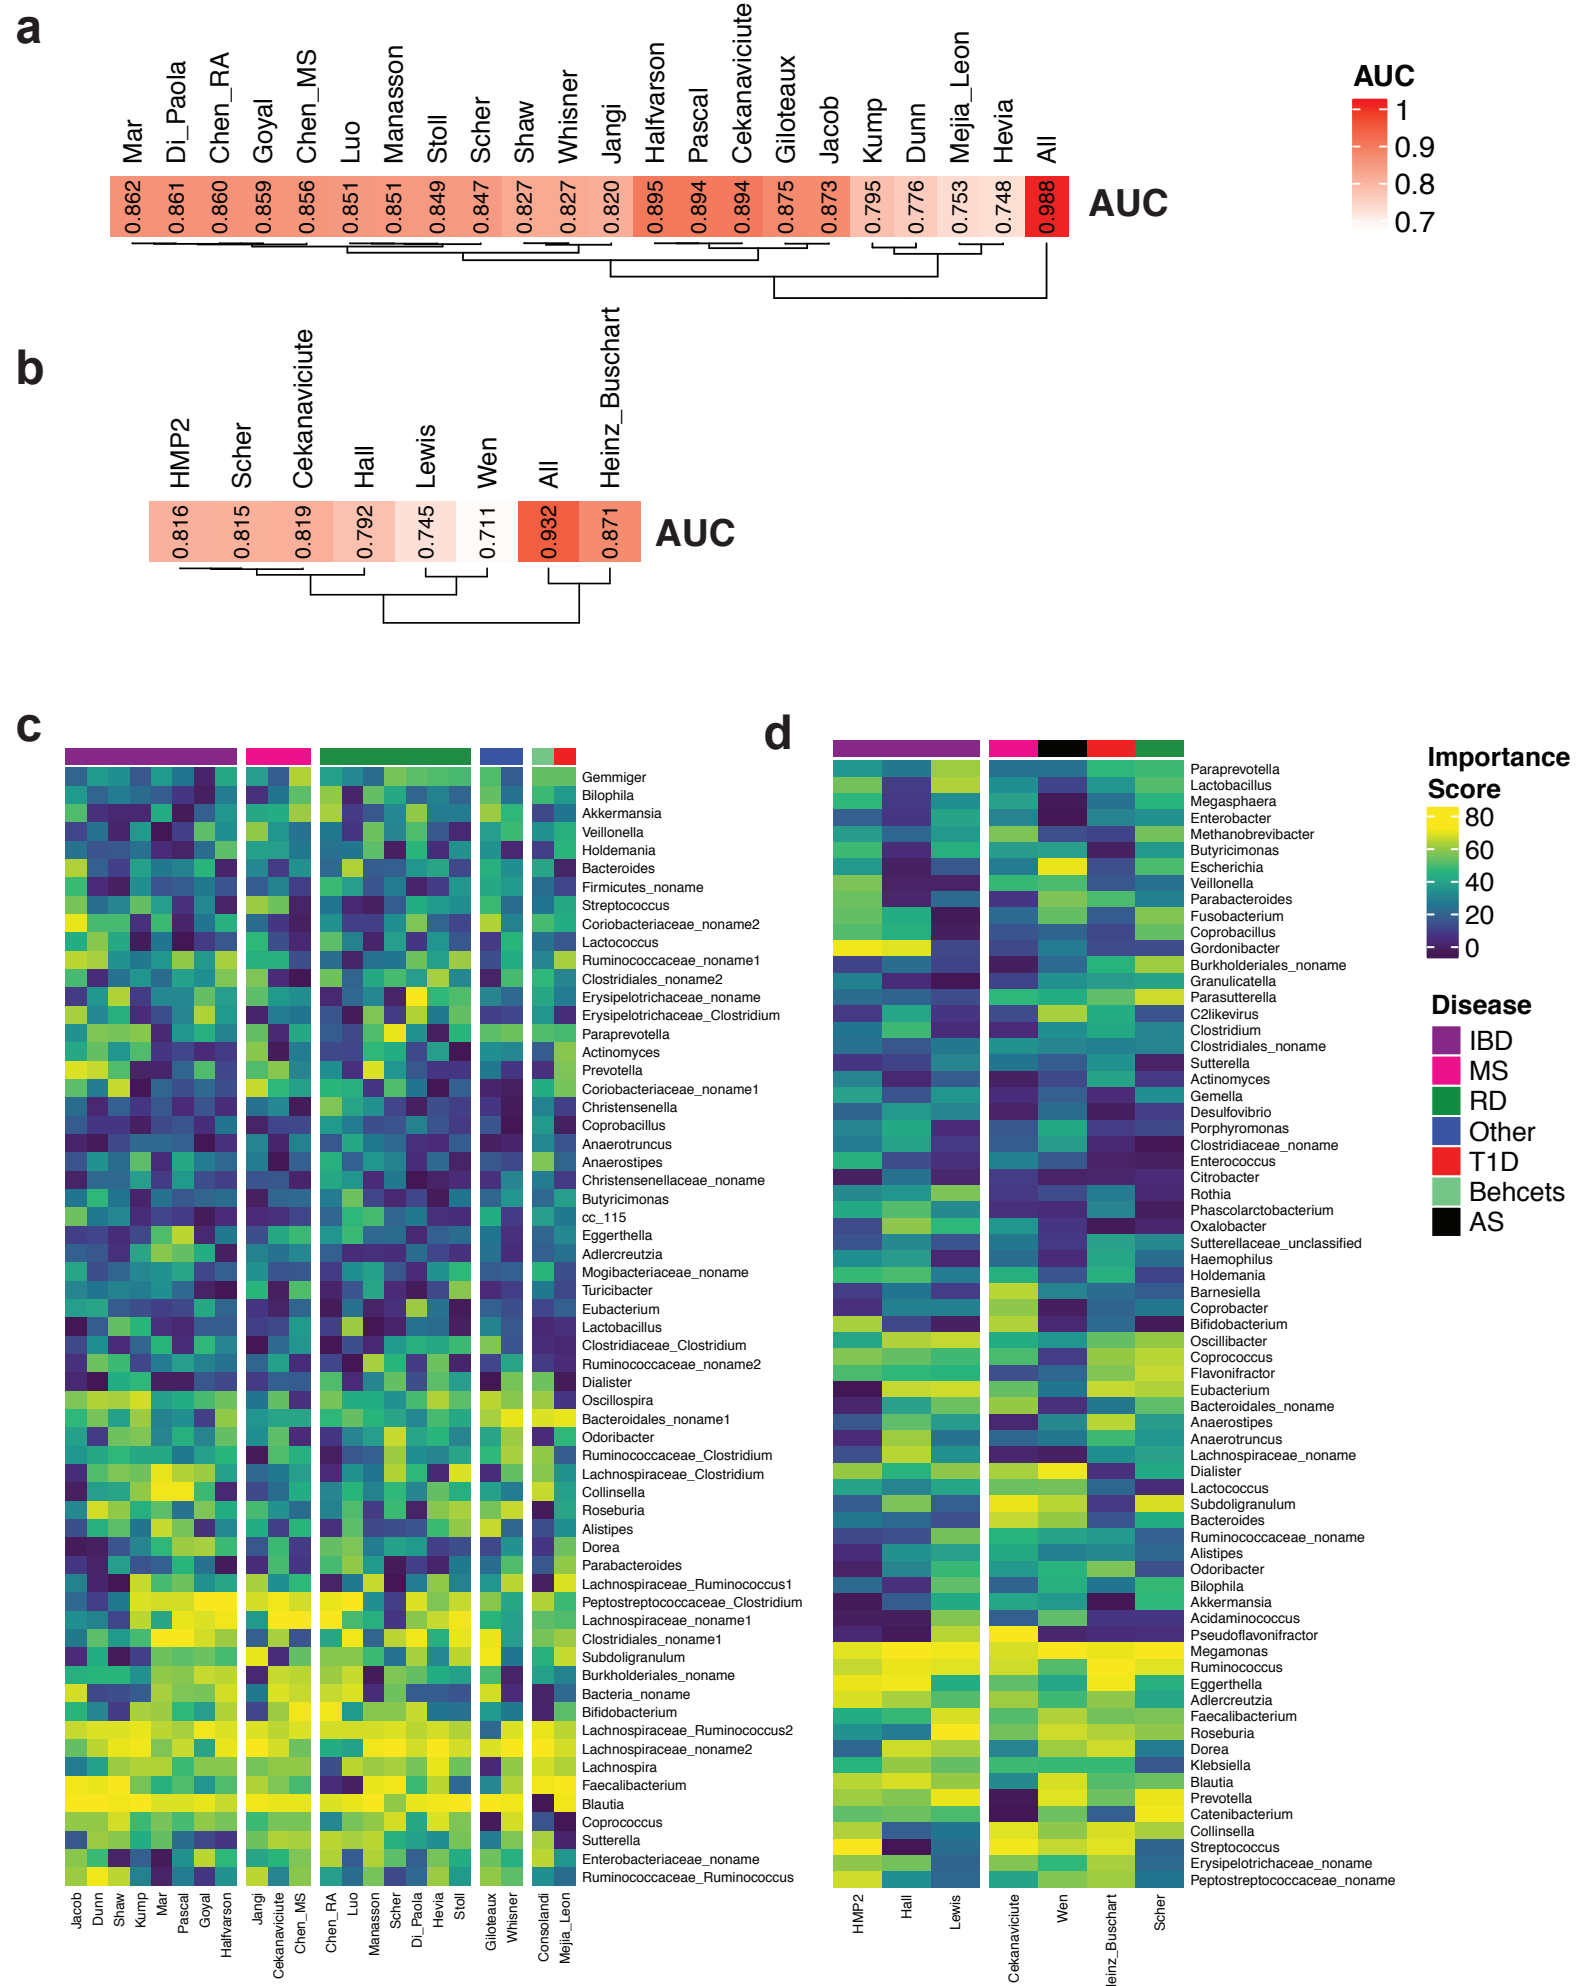 a
Mar
Di_Paola
Chen_RA
Goyal
Chen_MS
Luo
Manasson
Stoll
Scher
Shaw
Whisner
Jangi
Halfvarson
Pascal
Cekanaviciute
Giloteaux
Jacob
Kump
Dunn
Mejia_Leon
Hevia
All
0.862
0.861
0.860
0.859
0.856
0.851
0.851
0.849
0.847
0.827
0.827
0.820
0.895
0.894
0.894
0.875
0.873
0.795
0.776
0.753
0.748
0.988
AUC
AUC
1
0.9
0.8
0.7
b
HMP2
Scher
Cekanaviciute
Hall
Lewis
Wen
All
Heinz_Buschart
0.816
0.815
0.819
0.792
0.745
0.711
0.932
0.871
AUC
c
Gemmiger
Bilophila
Akkermansia
Veillonella
Holdemania
Bacteroides
Firmicutes_noname
Streptococcus
Coriobacteriaceae_noname2
Lactococcus
Ruminococcaceae_noname1
Clostridiales_noname2
Erysipelotrichaceae_noname
Erysipelotrichaceae_Clostridium
Paraprevotella
Actinomyces
Prevotella
Coriobacteriaceae_noname1
Christensenella
Coprobacillus
Anaerotruncus
Anaerostipes
Christensenellaceae_noname
Butyricimonas
cc_115
Eggerthella
Adlercreutzia
Mogibacteriaceae_noname
Turicibacter
Eubacterium
Lactobacillus
Clostridiaceae_Clostridium
Ruminococcaceae_noname2
Dialister
Oscillospira
Bacteroidales_noname1
Odoribacter
Ruminococcaceae_Clostridium
Lachnospiraceae_Clostridium
Collinsella
Roseburia
Alistipes
Dorea
Parabacteroides
Lachnospiraceae_Ruminococcus1
Peptostreptococcaceae_Clostridium
Lachnospiraceae_noname1
Clostridiales_noname1
Subdoligranulum
Burkholderiales_noname
Bacteria_noname
Bifidobacterium
Lachnospiraceae_Ruminococcus2
Lachnospiraceae_noname2
Lachnospira
Faecalibacterium
Blautia
Coprococcus
Sutterella
Enterobacteriaceae_noname
Ruminococcaceae_Ruminococcus
Jacob
Dunn
Shaw
Kump
Mar
Pascal
Goyal
Halfvarson
Jangi
Cekanaviciute
Chen_MS
Chen_RA
Luo
Manasson
Scher
Di_Paola
Hevia
Stoll
Giloteaux
Whisner
Consolandi
Mejia_Leon
d
Paraprevotella
Lactobacillus
Megasphaera
Enterobacter
Methanobrevibacter
Butyricimonas
Escherichia
Veillonella
Parabacteroides
Fusobacterium
Coprobacillus
Gordonibacter
Burkholderiales_noname
Granulicatella
Parasutterella
C2likevirus
Clostridium
Clostridiales_noname
Sutterella
Actinomyces
Gemella
Desulfovibrio
Porphyromonas
Clostridiaceae_noname
Enterococcus
Citrobacter
Rothia
Phascolarctobacterium
Oxalobacter
Sutterellaceae_unclassified
Haemophilus
Holdemania
Barnesiella
Coprobacter
Bifidobacterium
Oscillibacter
Coprococcus
Flavonifractor
Eubacterium
Bacteroidales_noname
Anaerostipes
Anaerotruncus
Lachnospiraceae_noname
Dialister
Lactococcus
Subdoligranulum
Bacteroides
Ruminococcaceae_noname
Alistipes
Odoribacter
Bilophila
Akkermansia
Acidaminococcus
Pseudoflavonifractor
Megamonas
Ruminococcus
Eggerthella
Adlercreutzia
Faecalibacterium
Roseburia
Dorea
Klebsiella
Blautia
Prevotella
Catenibacterium
Collinsella
Streptococcus
Erysipelotrichaceae_noname
Peptostreptococcaceae_noname
HMP2
Hall
Lewis
Cekanaviciute
Wen
leinz_Buschart
Scher
Importance
Score
80
60
40
20
0
Disease
IBD
MS
RD
Other
T1D
Behcets
AS